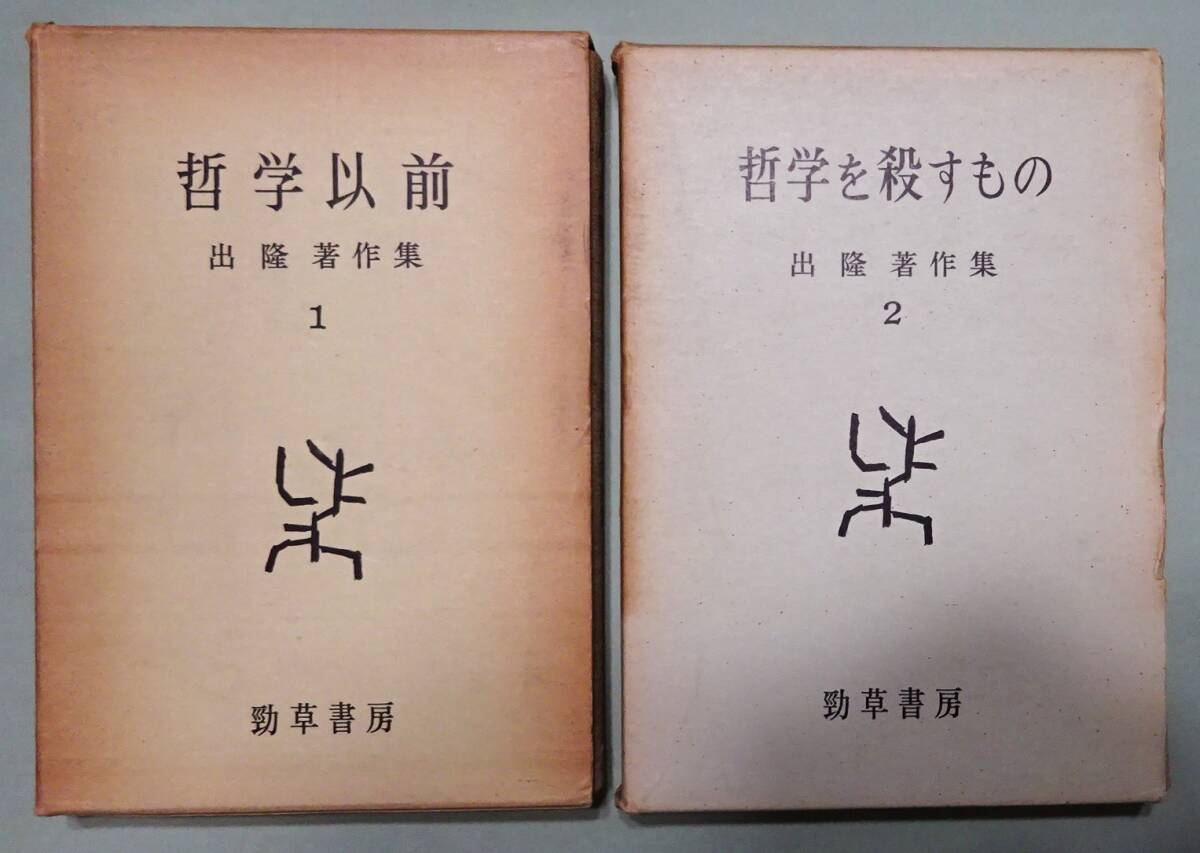 哲学以前
出隆著作集
1
勁草書房
哲学を殺すもの
出隆著作集
2
勁草書房